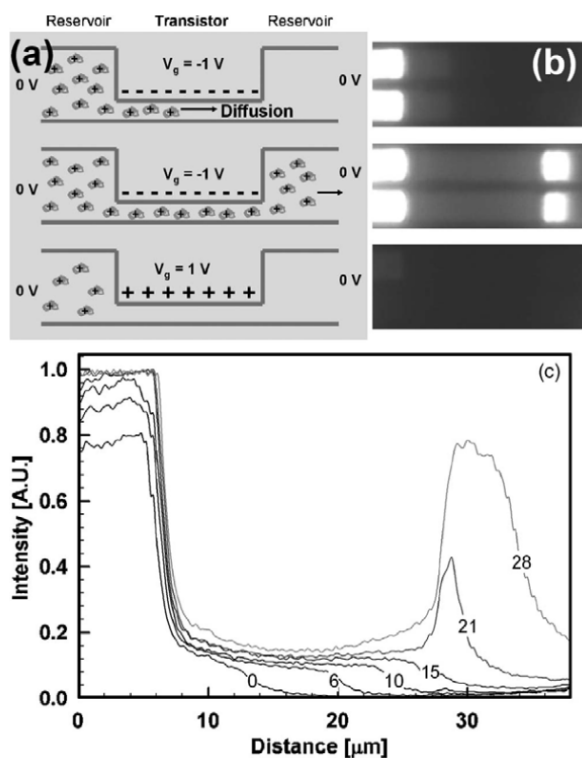 Reservoir Transistor Reservoir
(a)
(b)
V_g = -1 V
0 V 0 V
Diffusion
V_g = -1 V
0 V 0 V
V_g = 1 V
0 V 0 V
(c)
1.0
0.8
0.6
0.4
0.2
0.0
Intensity [A.U.]
28
21
15
0 6 10
0 10 20 30
Distance [μm]